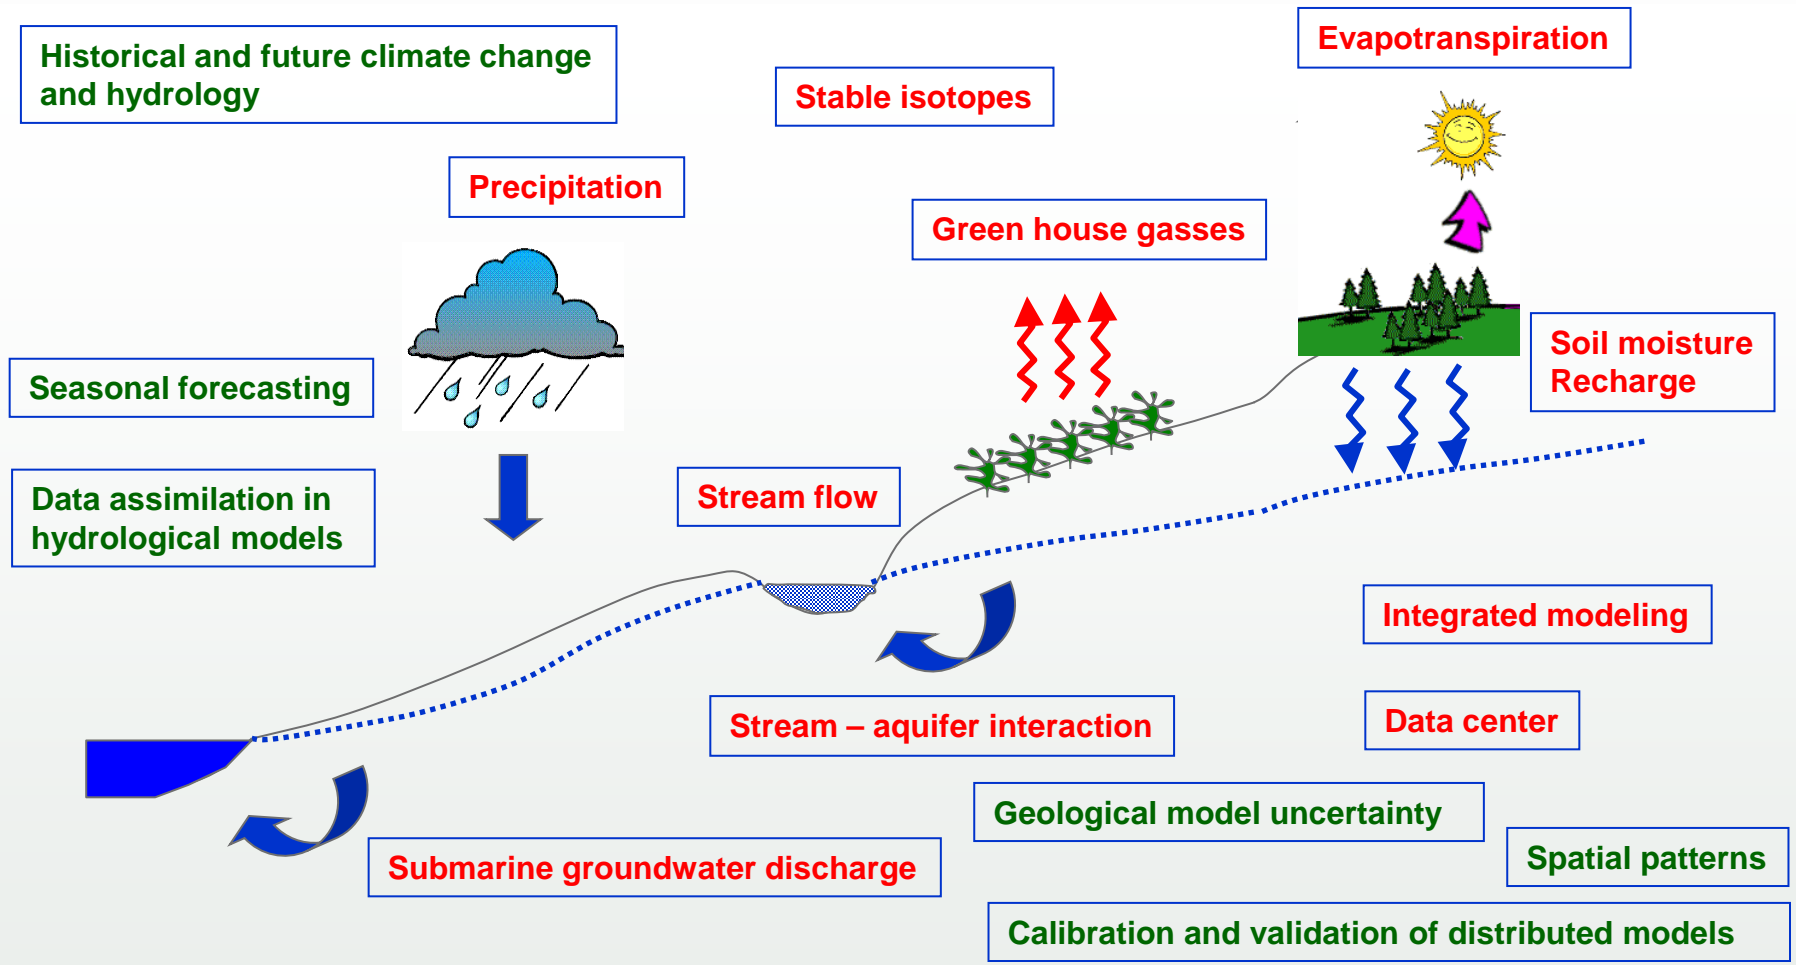 Historical and future climate change
and hydrology
Evapotranspiration
Stable isotopes
Precipitation
Green house gasses
Soil moisture
Recharge
Seasonal forecasting
Data assimilation in
hydrological models
Stream flow
Integrated modeling
Stream – aquifer interaction
Data center
Geological model uncertainty
Spatial patterns
Submarine groundwater discharge
Calibration and validation of distributed models